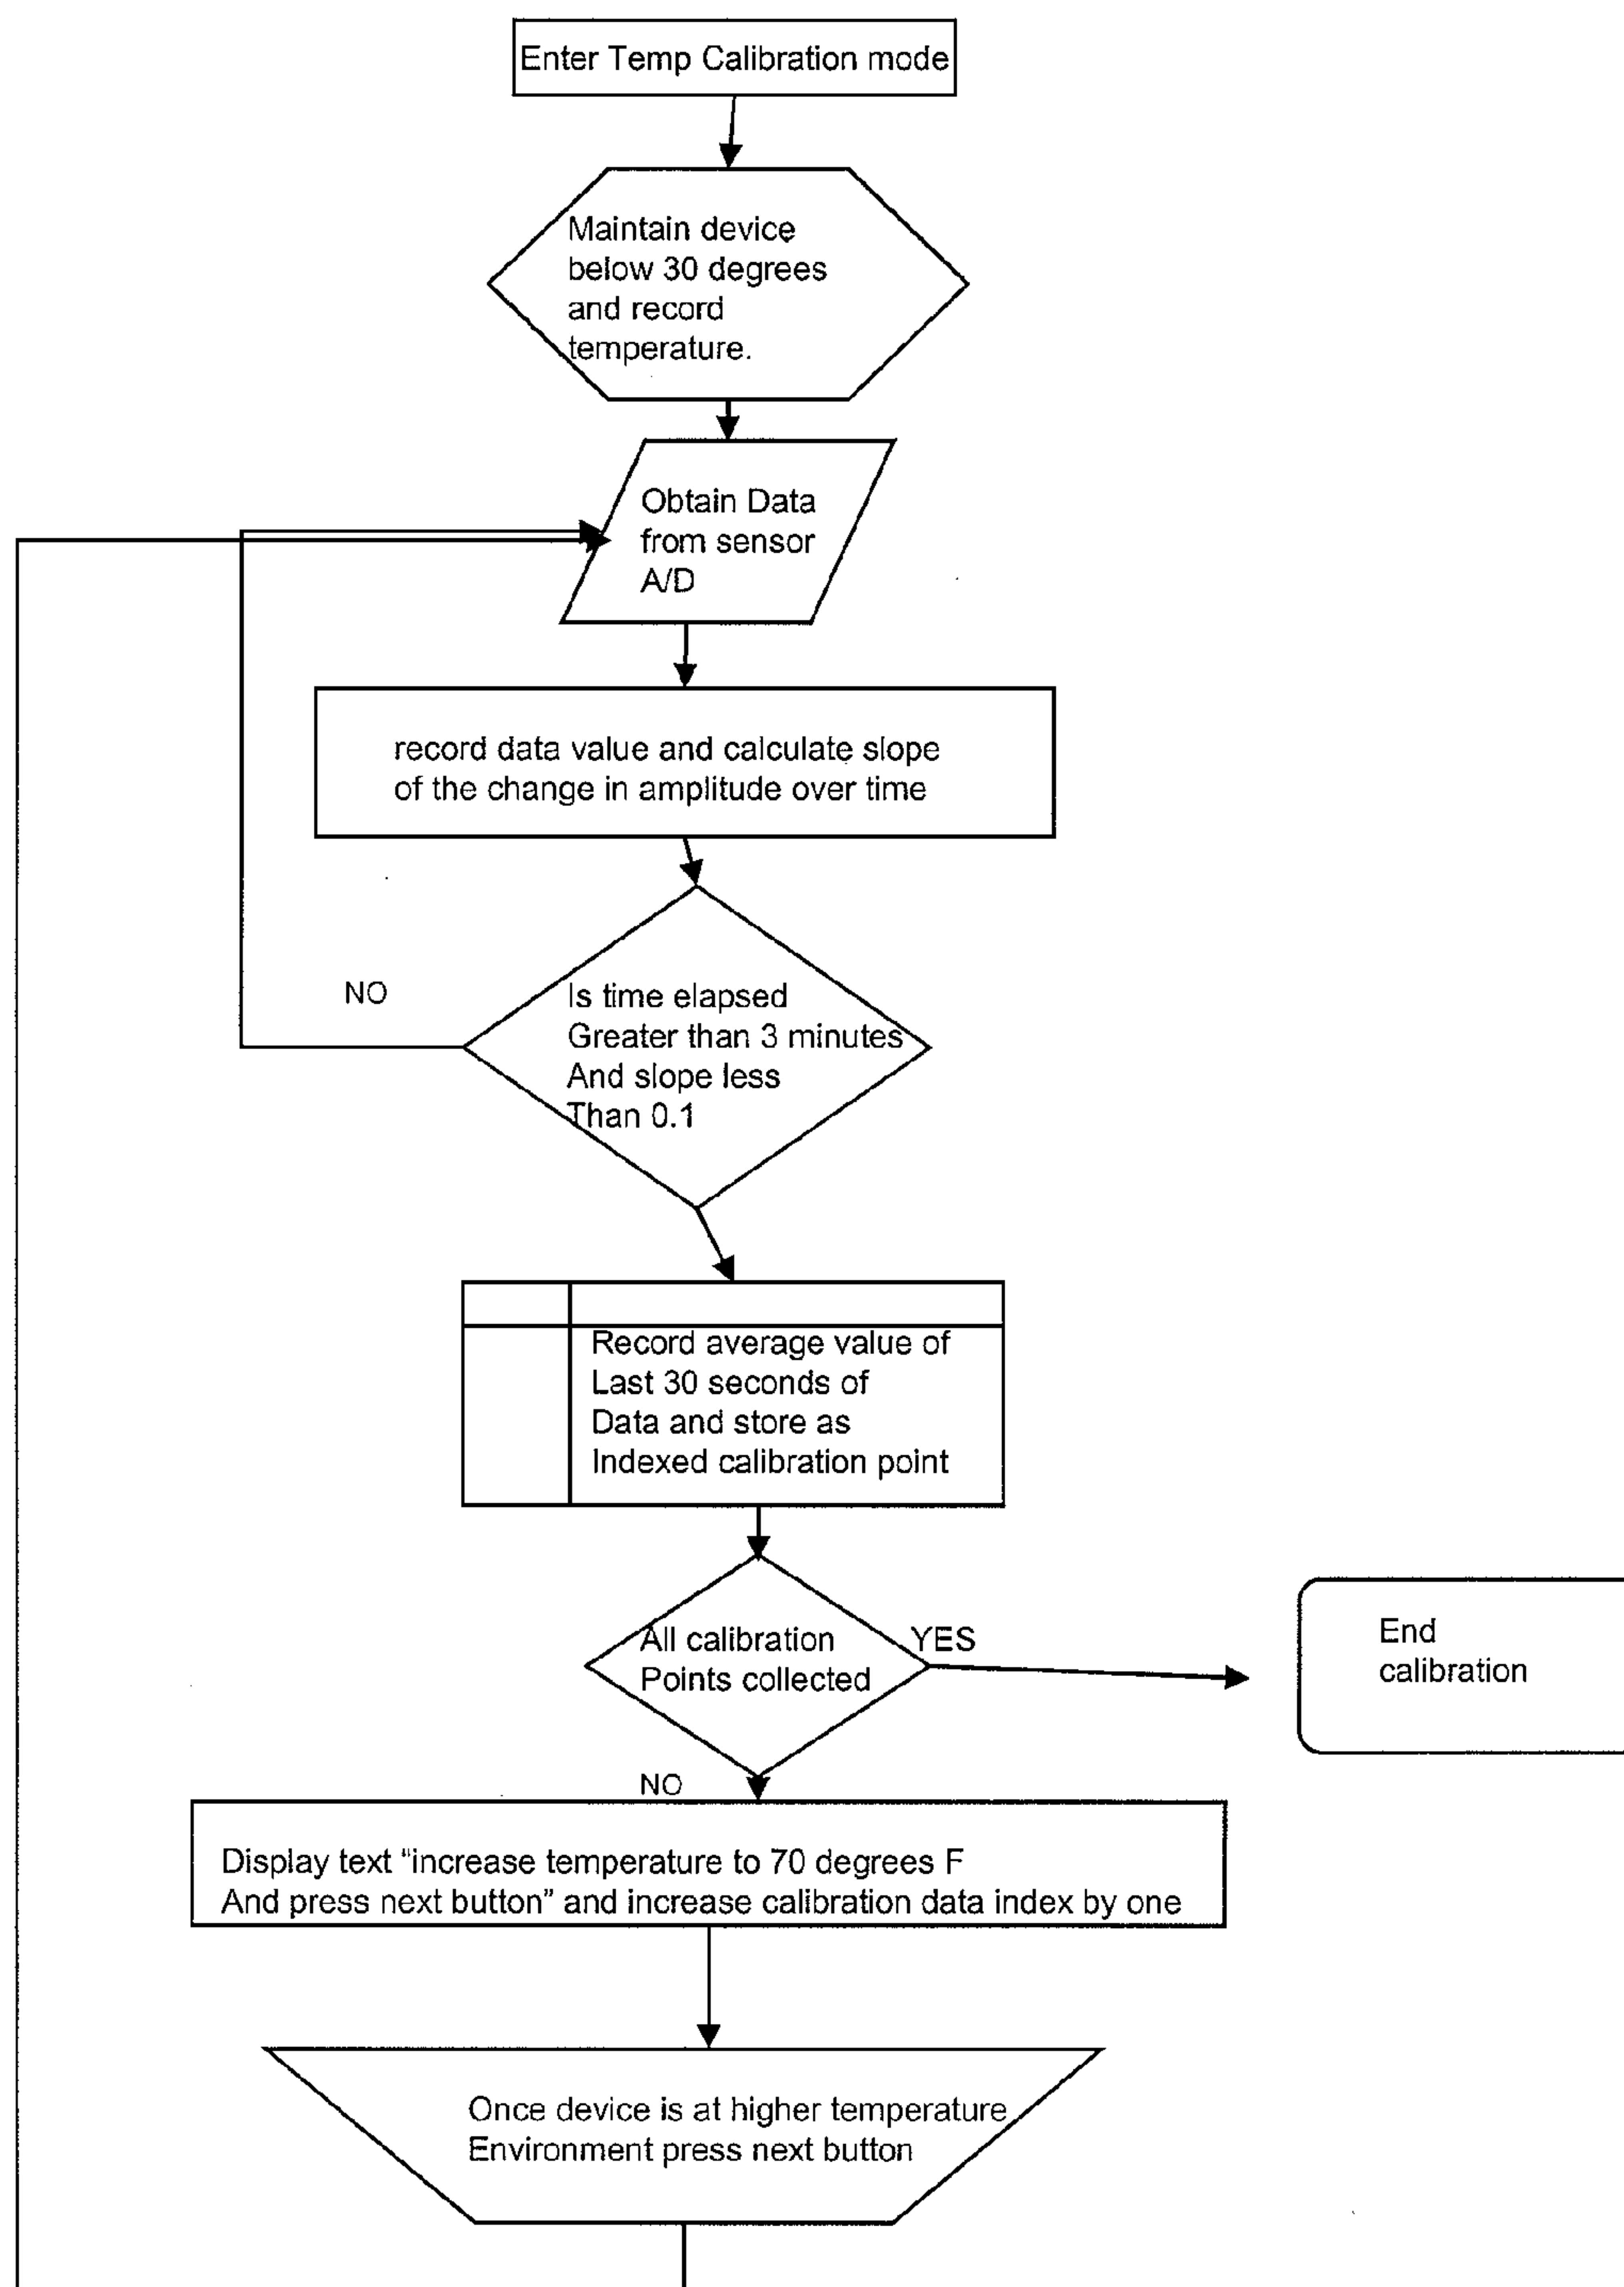 Enter Temp Calibration mode
Maintain device
below 30 degrees
and record
temperature.
Obtain Data
from sensor
A/D
record data value and calculate slope
of the change in amplitude over time
NO
Is time elapsed
Greater than 3 minutes
And slope less
Than 0.1
Record average value of
Last 30 seconds of
Data and store as
Indexed calibration point
All calibration
Points collected
YES
End
calibration
NO
Display text “increase temperature to 70 degrees F
And press next button” and increase calibration data index by one
Once device is at higher temperature
Environment press next button